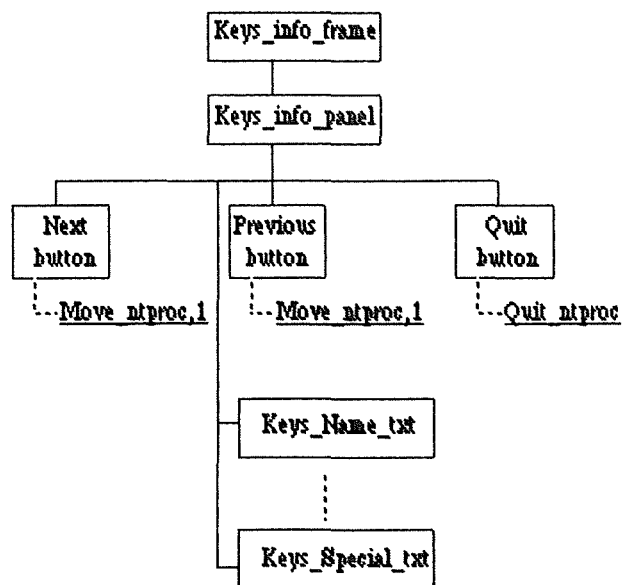 Keys_info_frame
Keys_info_panel
Next
button
Previous
button
Quit
button
Move_ntproc,1
Move_ntproc,1
Quit_ntproc
Keys_Name_txt
Keys_Special_txt